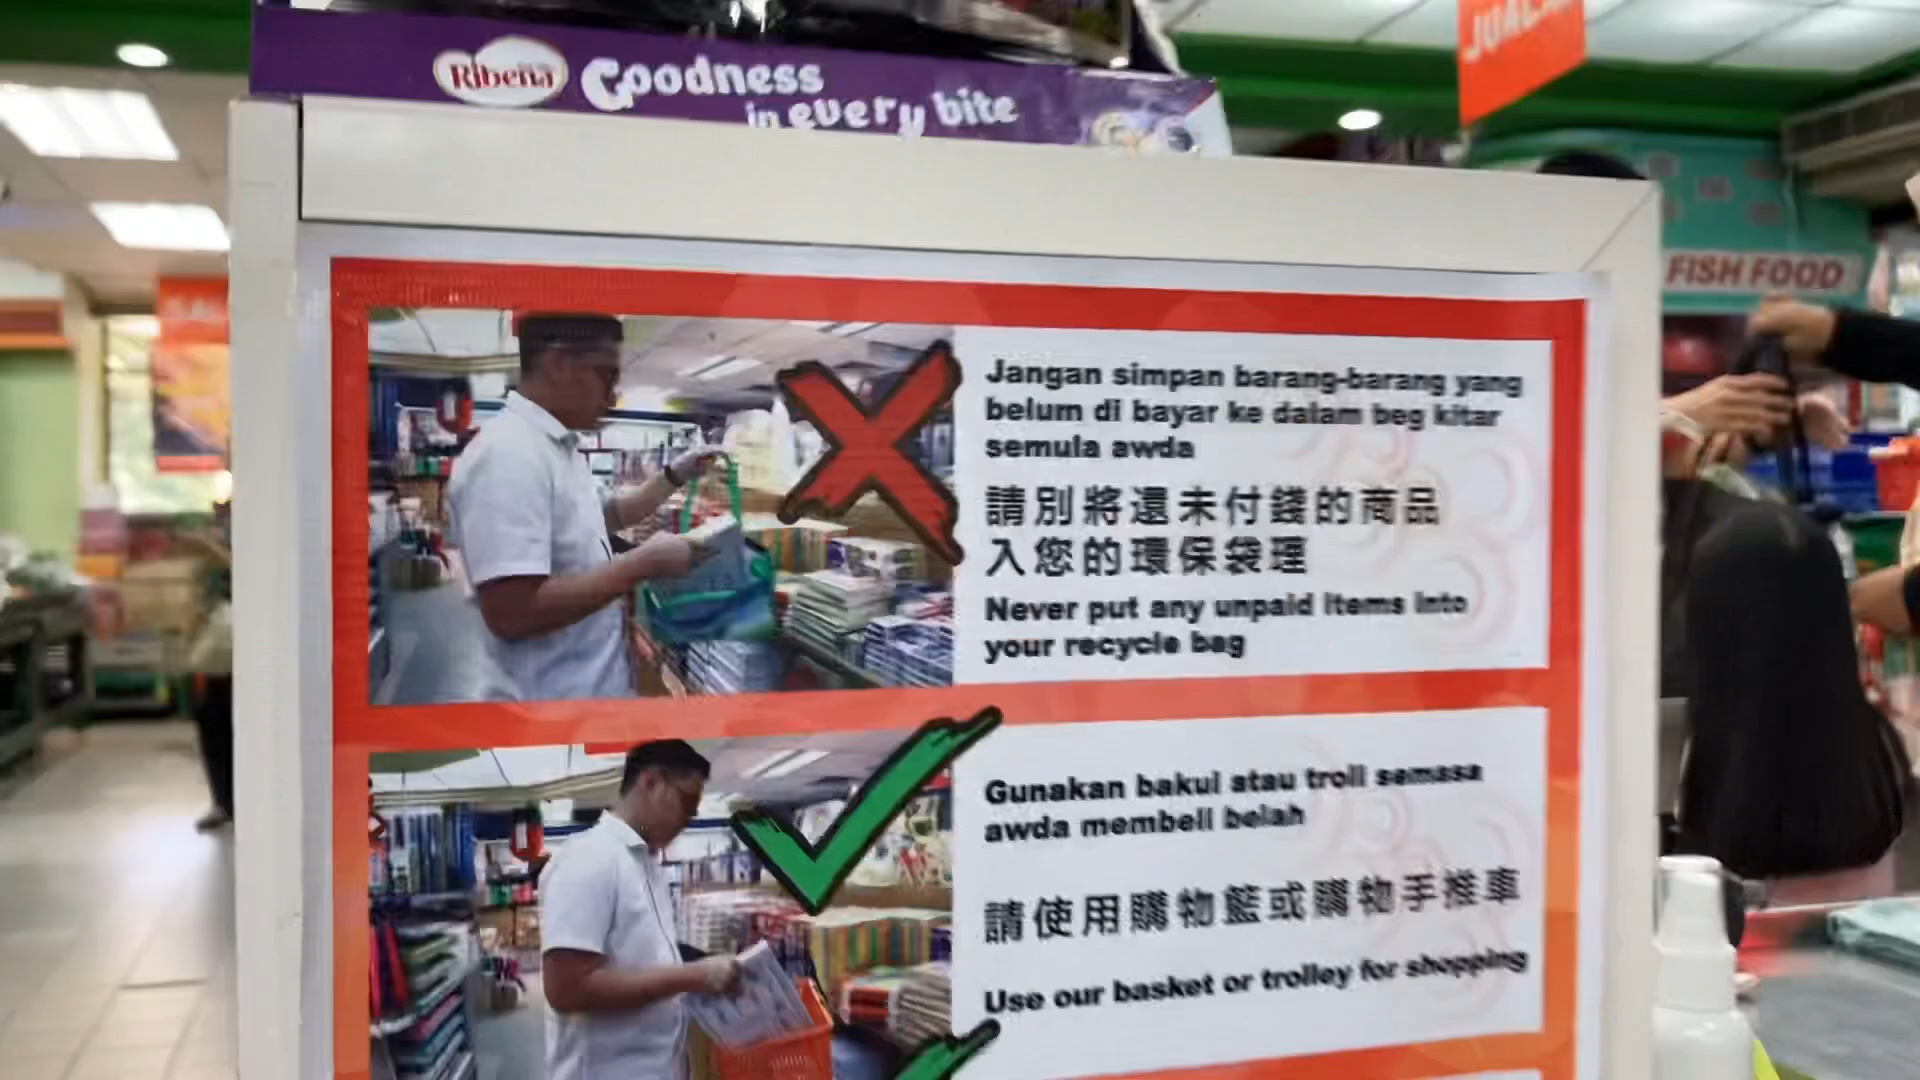 Ribena
Goodness
in every bite
JUALAN
FISH FOOD
Jangan simpan barang-barang yang
belum di bayar ke dalam beg kitar
semula awda
請別將還未付錢的商品
入您的環保袋理
Never put any unpaid items into
your recycle bag
Gunakan bakul atau troli semasa
awda membeli belah
請使用購物籃或購物手推車
Use our basket or trolley for shopping